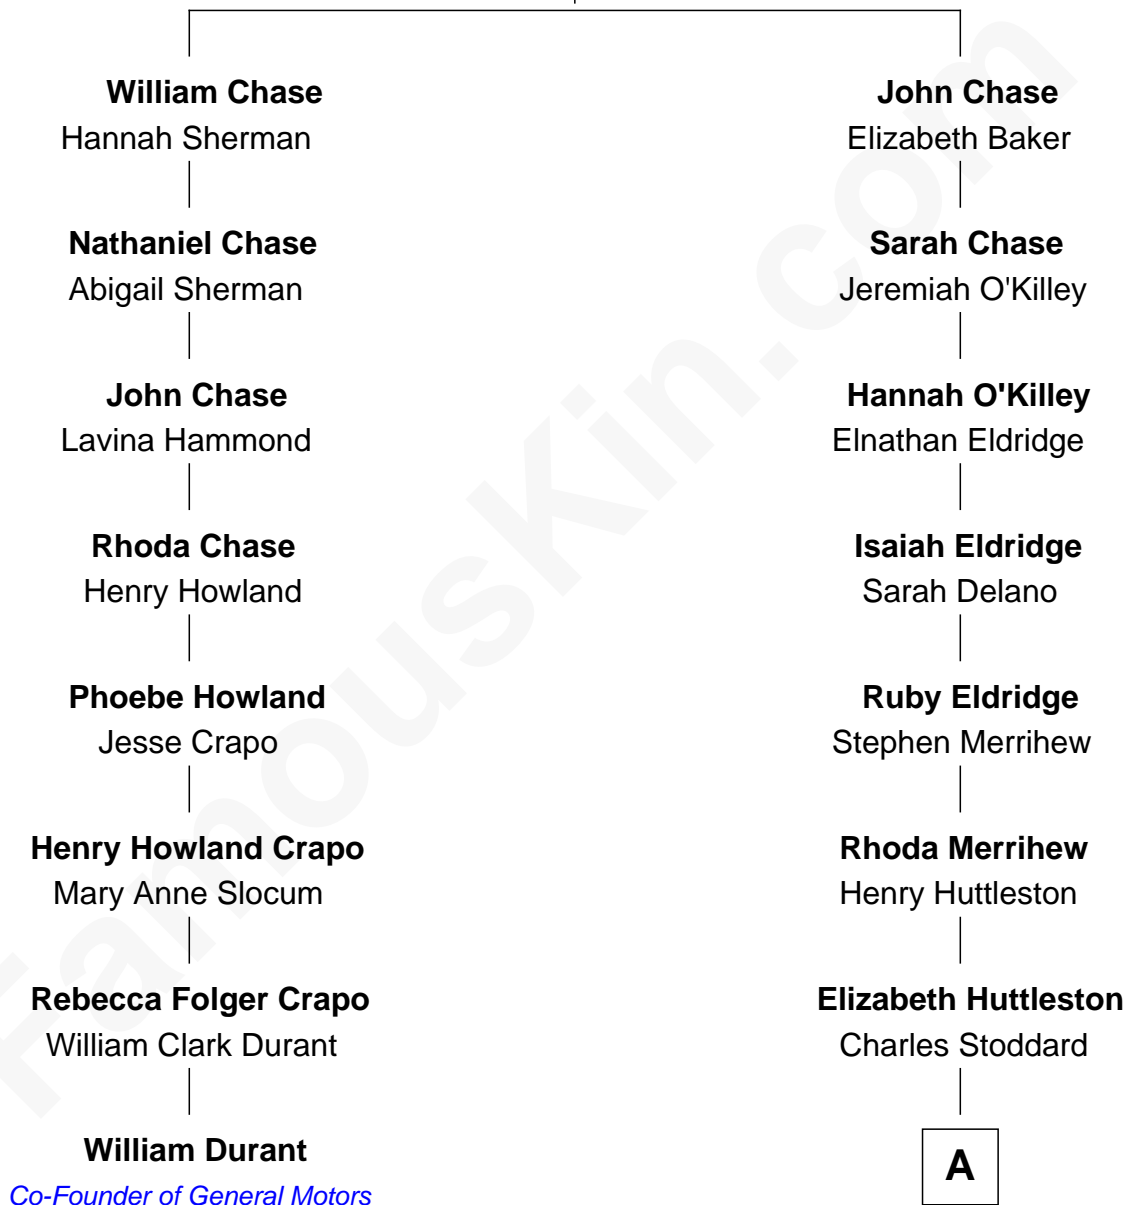 William Chase
Hannah Sherman
Nathaniel Chase
Abigail Sherman
John Chase
Lavina Hammond
Rhoda Chase
Henry Howland
Phoebe Howland
Jesse Crapo
Henry Howland Crapo
Mary Anne Slocum
Rebecca Folger Crapo
William Clark Durant
William Durant
Co-Founder of General Motors
John Chase
Elizabeth Baker
Sarah Chase
Jeremiah O'Killey
Hannah O'Killey
Elnathan Eldridge
Isaiah Eldridge
Sarah Delano
Ruby Eldridge
Stephen Merrihew
Rhoda Merrihew
Henry Huttleston
Elizabeth Huttleston
Charles Stoddard
A
FamousKin.com